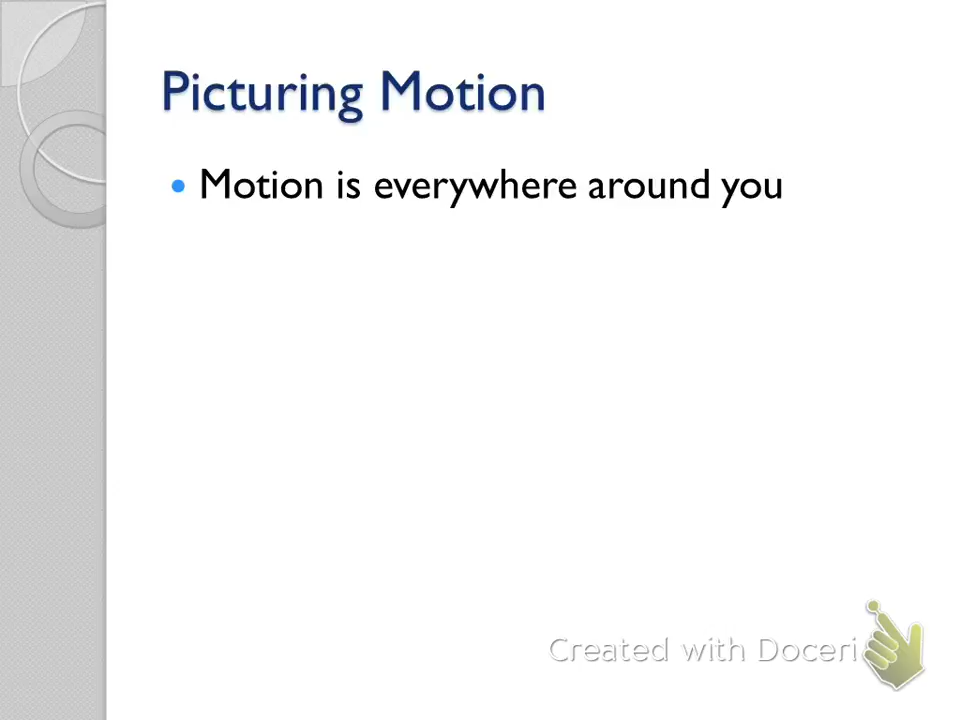 Picturing Motion
Motion is everywhere around you
Created with Doceri